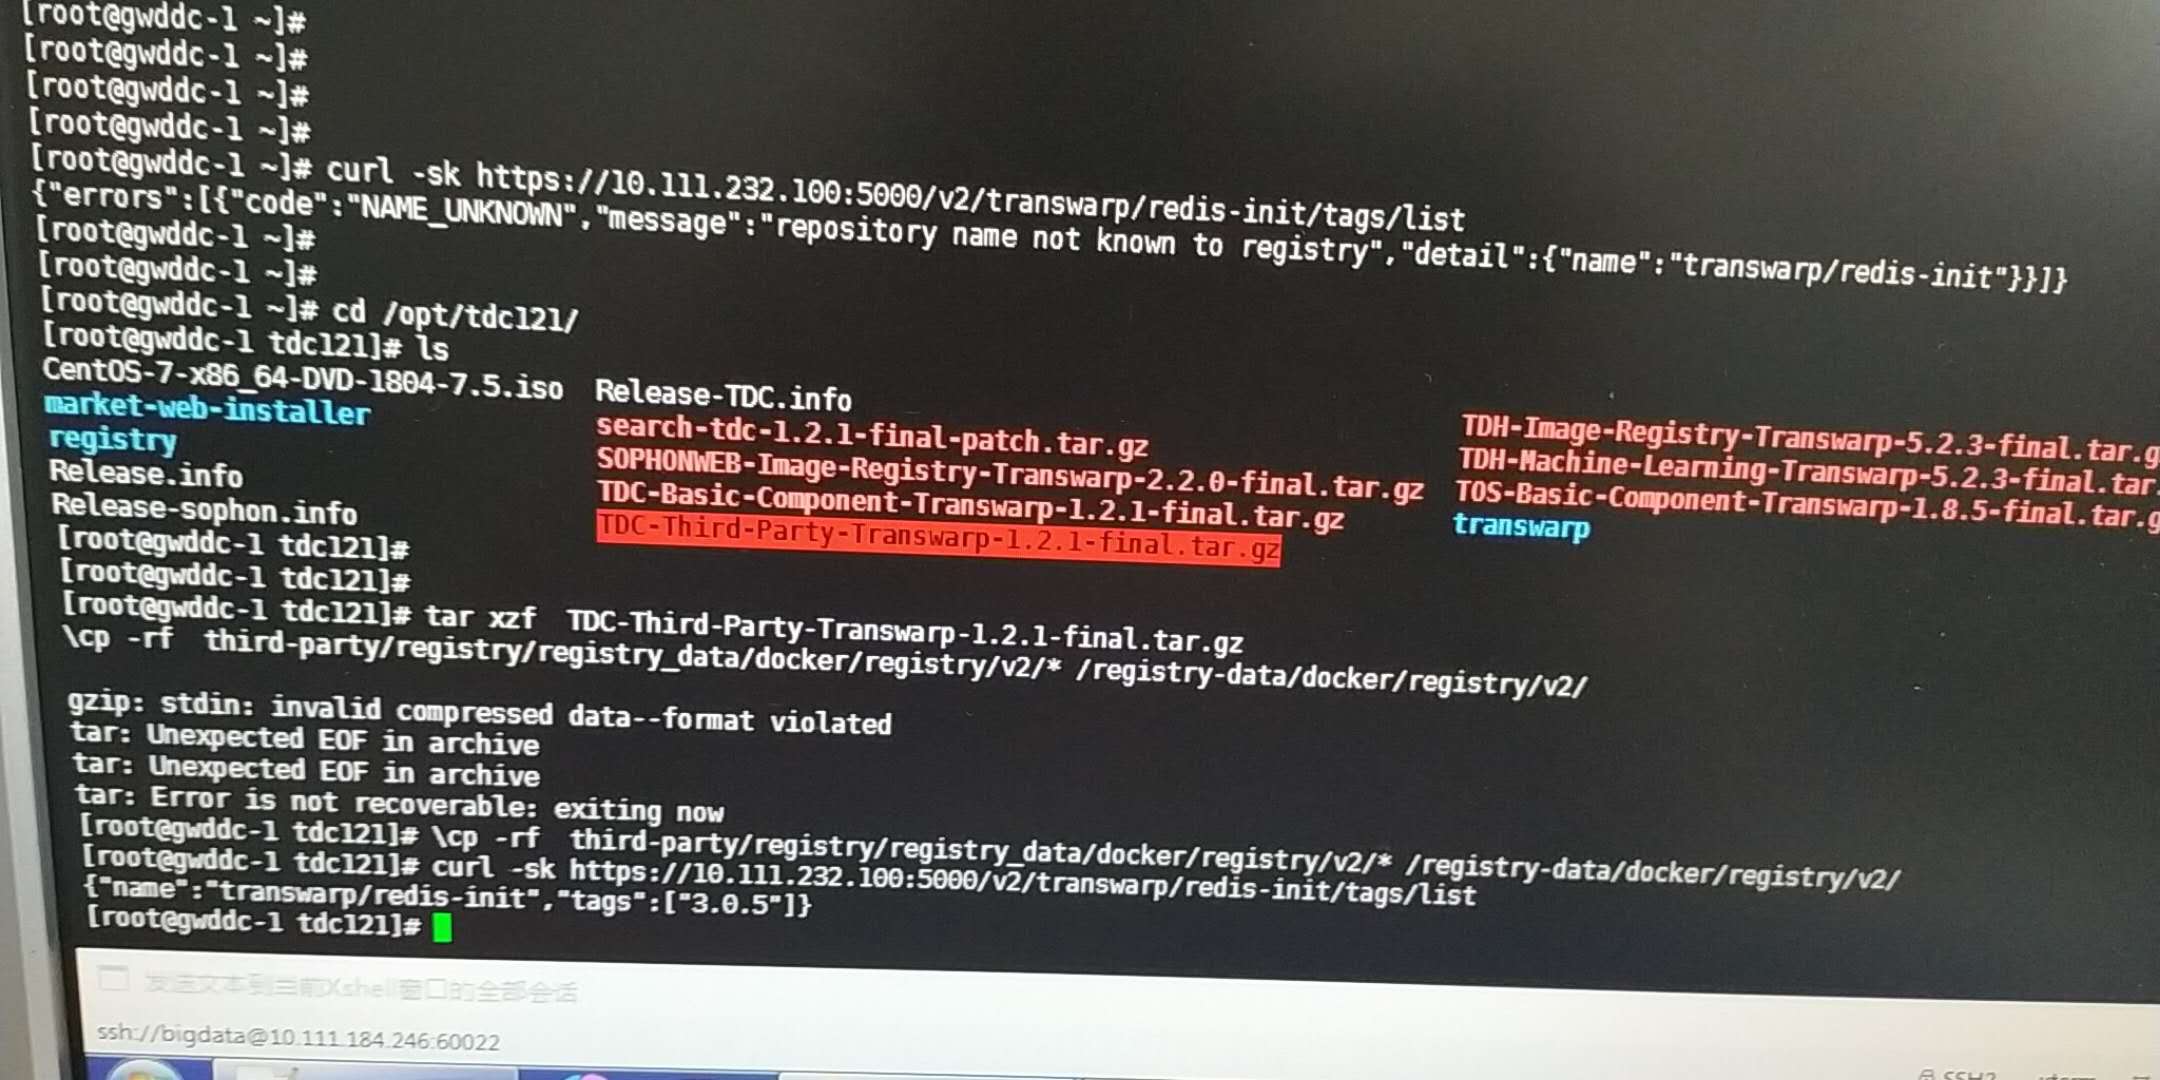 [root@gwddc-1 ~]#
[root@gwddc-1 ~]#
[root@gwddc-1 ~]#
[root@gwddc-1 ~]#
[root@gwddc-1 ~]# curl -sk https://10.111.232.100:5000/v2/transwarp/redis-init/tags/list
{"errors":[{"code":"NAME_UNKNOWN","message":"repository name not known to registry","detail":{"name":"transwarp/redis-init"}}]}
[root@gwddc-1 ~]#
[root@gwddc-1 ~]#
[root@gwddc-1 ~]# cd /opt/tdc121/
[root@gwddc-1 tdc121]# ls
CentOS-7-x86_64-DVD-1804-7.5.iso Release-TDC.info TDH-Image-Registry-Transwarp-5.2.3-final.tar.g
market-web-installer search-tdc-1.2.1-final-patch.tar.gz TDH-Machine-Learning-Transwarp-5.2.3-final.tar.
registry SOPHONWEB-Image-Registry-Transwarp-2.2.0-final.tar.gz TOS-Basic-Component-Transwarp-1.8.5-final.tar.g
Release.info TDC-Basic-Component-Transwarp-1.2.1-final.tar.gz transwarp
Release-sophon.info TDC-Third-Party-Transwarp-1.2.1-final.tar.gz
[root@gwddc-1 tdc121]#
[root@gwddc-1 tdc121]#
[root@gwddc-1 tdc121]# tar xzf TDC-Third-Party-Transwarp-1.2.1-final.tar.gz
\cp -rf third-party/registry/registry_data/docker/registry/v2/* /registry-data/docker/registry/v2/
gzip: stdin: invalid compressed data--format violated
tar: Unexpected EOF in archive
tar: Unexpected EOF in archive
tar: Error is not recoverable: exiting now
[root@gwddc-1 tdc121]# \cp -rf third-party/registry/registry_data/docker/registry/v2/* /registry-data/docker/registry/v2/
[root@gwddc-1 tdc121]# curl -sk https://10.111.232.100:5000/v2/transwarp/redis-init/tags/list
{"name":"transwarp/redis-init","tags":["3.0.5"]}
[root@gwddc-1 tdc121]#
发送文本到当前Xshell窗口的全部会话
ssh://bigdata@10.111.184.246:60022
SSH2